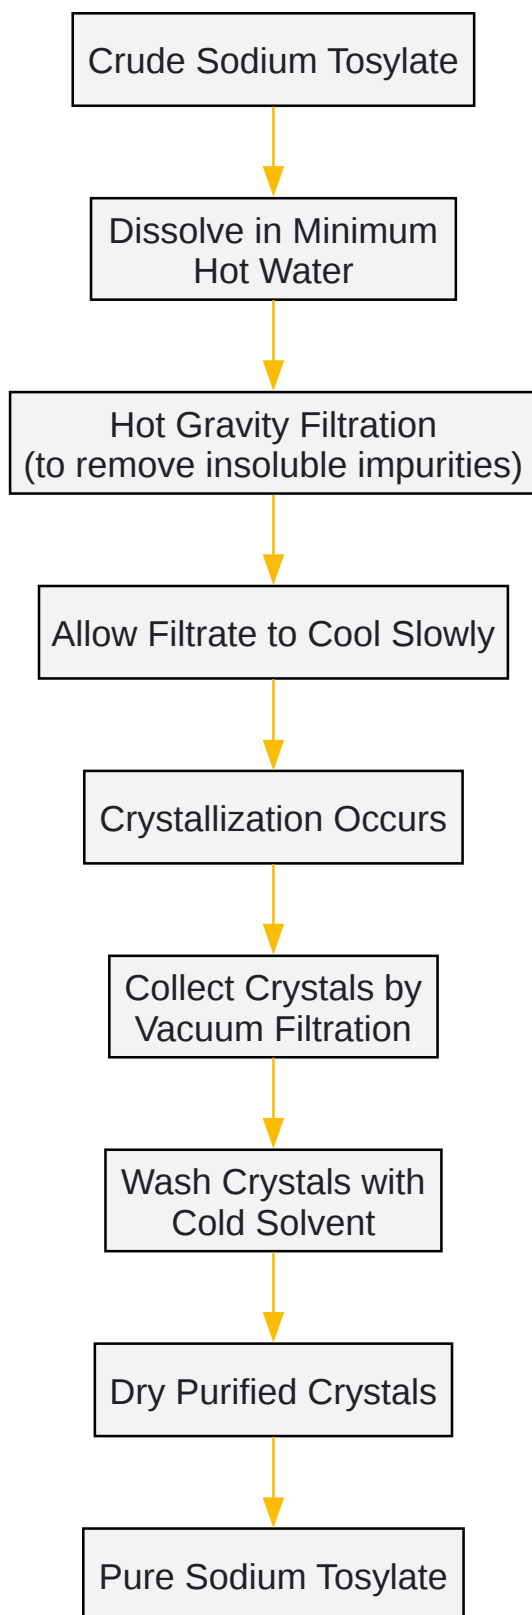 Crude Sodium Tosylate
Dissolve in Minimum
Hot Water
Hot Gravity Filtration
(to remove insoluble impurities)
Allow Filtrate to Cool Slowly
Crystallization Occurs
Collect Crystals by
Vacuum Filtration
Wash Crystals with
Cold Solvent
Dry Purified Crystals
Pure Sodium Tosylate